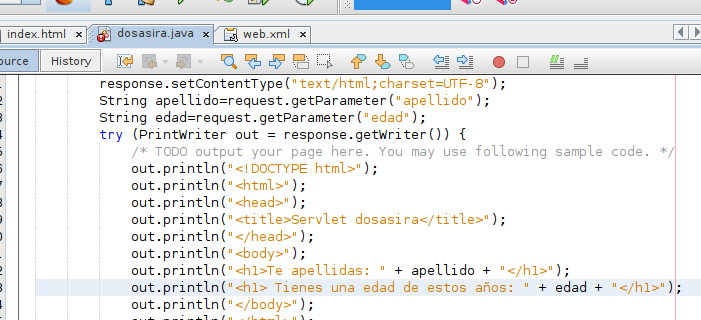 index.html dosasira.java web.xml
ource History
response.setContentType("text/html;charset=UTF-8");
String apellido=request.getParameter("apellido");
String edad=request.getParameter("edad");
try (PrintWriter out = response.getWriter()) {
/* TODO output your page here. You may use following sample code. */
out.println("<!DOCTYPE html>");
out.println("<html>");
out.println("<head>");
out.println("<title>Servlet dosasira</title>");
out.println("</head>");
out.println("<body>");
out.println("<h1>Te apellidas: " + apellido + "</h1>");
out.println("<h1> Tienes una edad de estos años: " + edad + "</h1>");
out.println("</body>");
out.println("</html>");